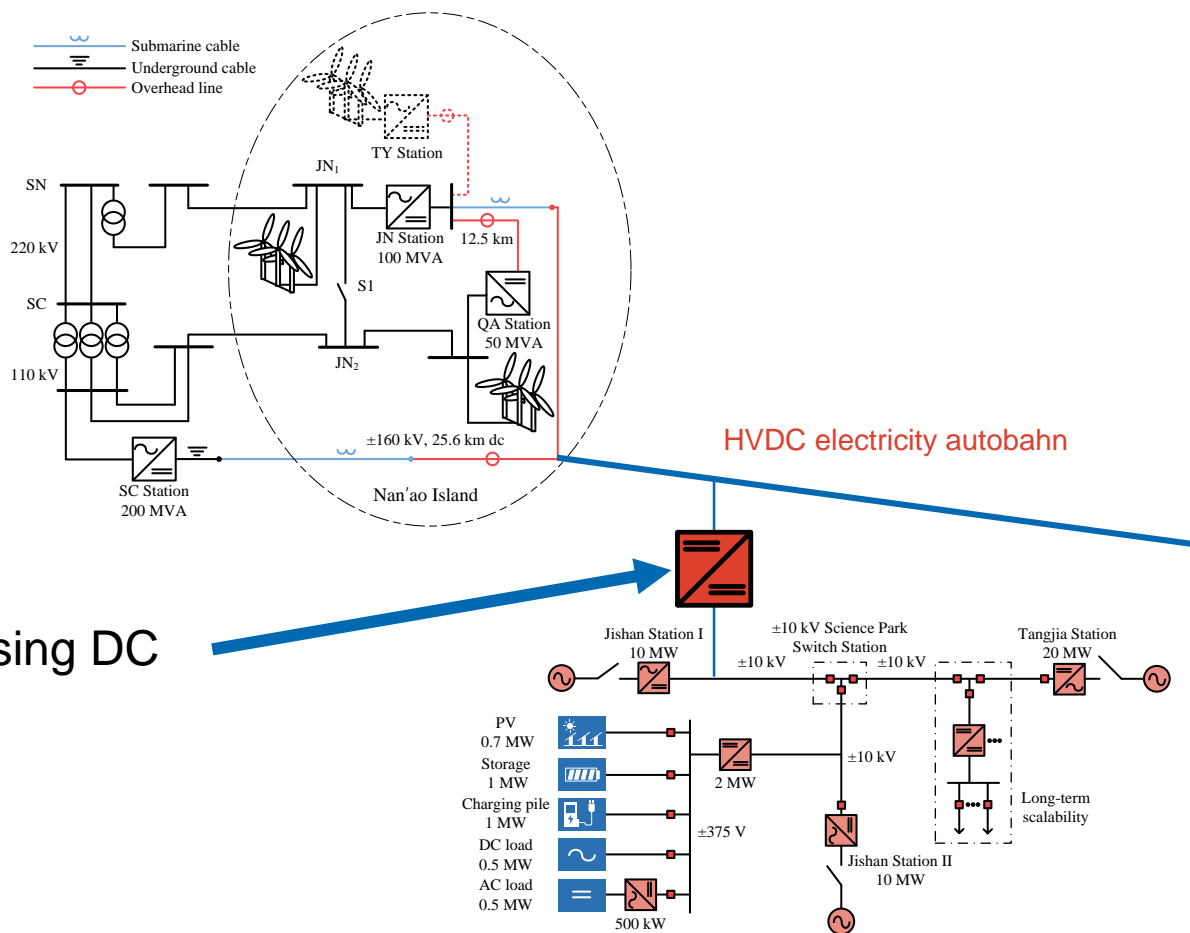 Submarine cable
Underground cable
Overhead line
TY Station
SN
JN₁
220 kV
JN Station
100 MVA
12.5 km
S1
SC
QA Station
50 MVA
JN₂
110 kV
±160 kV, 25.6 km dc
SC Station
200 MVA
Nan'ao Island
HVDC electricity autobahn
sing DC
Jishan Station I
10 MW
±10 kV
±10 kV Science Park
Switch Station
±10 kV
Tangjia Station
20 MW
PV
0.7 MW
Storage
1 MW
Charging pile
1 MW
DC load
0.5 MW
AC load
0.5 MW
500 kW
±375 V
2 MW
±10 kV
Jishan Station II
10 MW
Long-term
scalability